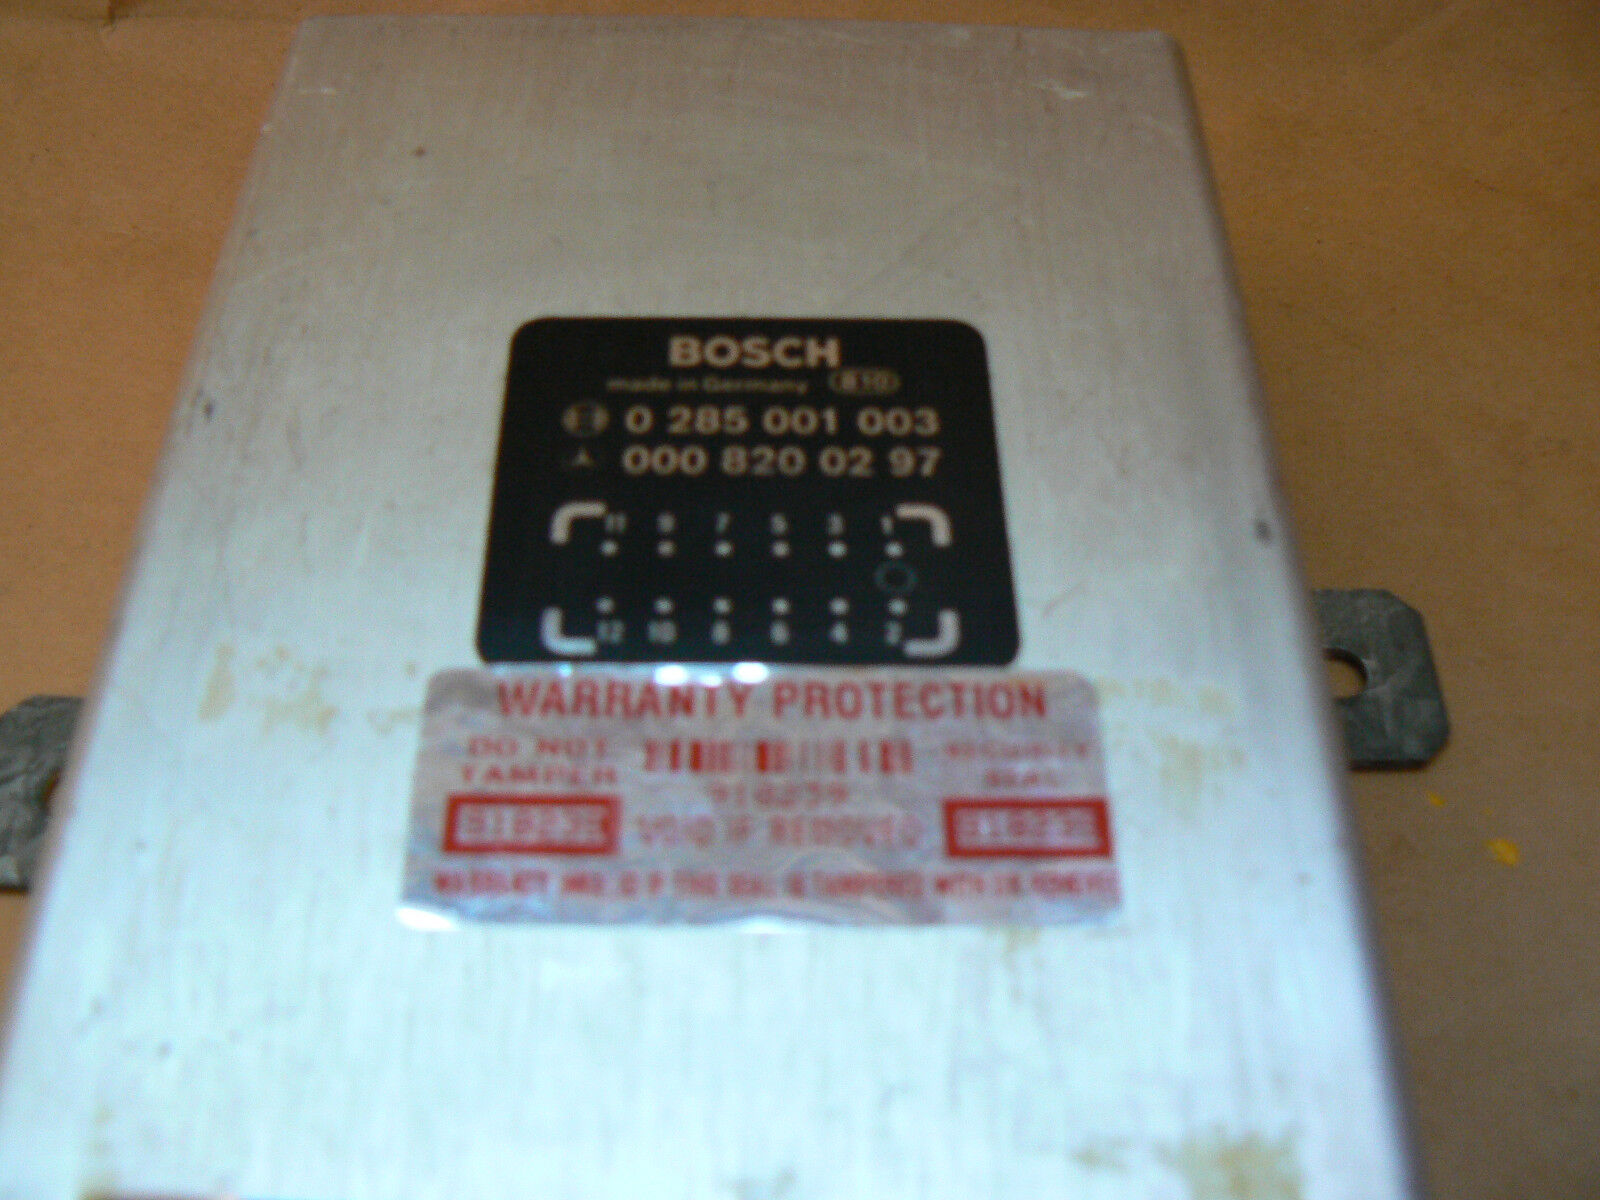 BOSCH
made in Germany
0 285 001 003
000 820 02 97
11 9 7 5 3 1
12 10 8 6 4 2
WARRANTY PROTECTION
DO NOT SECURITY
TAMPER SEAL
916239
VOID IF REMOVED